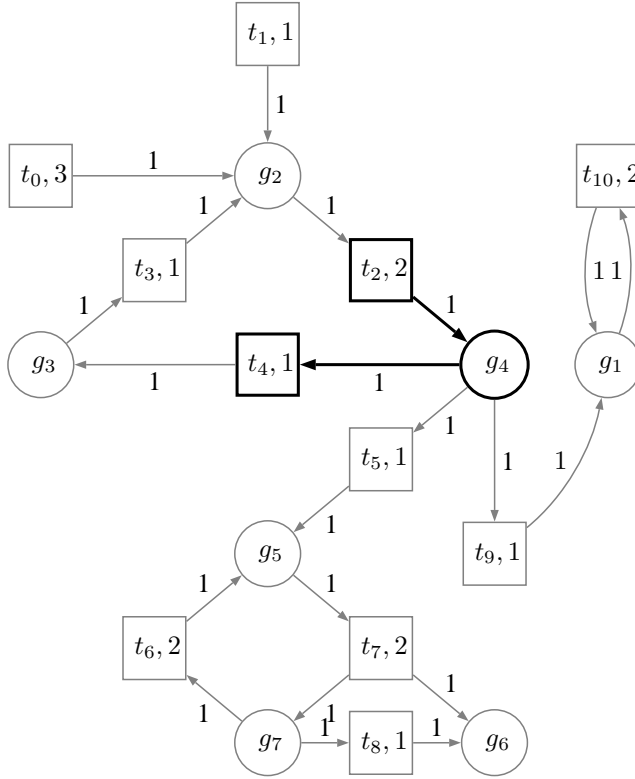 t₁, 1
1
t₀, 3
1
g₂
t₁₀, 2
1
1
t₃, 1
t₂, 2
1
1
1 1
g₃
t₄, 1
g₄
g₁
1
1
t₅, 1
1
1
1
1
g₅
t₉, 1
1
1
t₆, 2
t₇, 2
1
1
1
1
g₇
t₈, 1
1
g₆